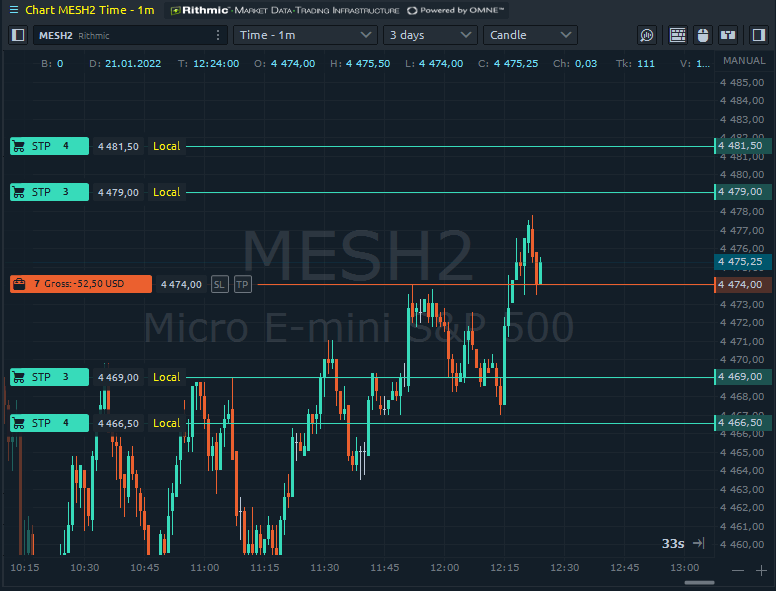 Chart MESH2 Time - 1m Rithmic MARKET DATA-TRADING INFRASTRUCTURE Powered by OMNE™
MESH2 Rithmic Time - 1m 3 days Candle
B: 0 D: 21.01.2022 T: 12:24:00 O: 4 474,00 H: 4 475,50 L: 4 474,00 C: 4 475,25 Ch: 0,03 Tk: 111 V: 1... MANUAL
4 485,00
4 484,00
4 483,00
STP 4 4 481,50 Local 4 481,50
4 481,00
4 480,00
STP 3 4 479,00 Local 4 479,00
4 478,00
4 477,00
MESH2
4 476,00
4 475,25
7 Gross: -52,50 USD 4 474,00 SL TP 4 474,00
4 473,00
Micro E-mini S&P 500
4 472,00
4 471,00
4 470,00
STP 3 4 469,00 Local 4 469,00
4 468,00
STP 4 4 466,50 Local 4 466,50
4 465,00
4 464,00
4 463,00
4 462,00
4 461,00
33s 4 460,00
10:15 10:30 10:45 11:00 11:15 11:30 11:45 12:00 12:15 12:30 12:45 13:00